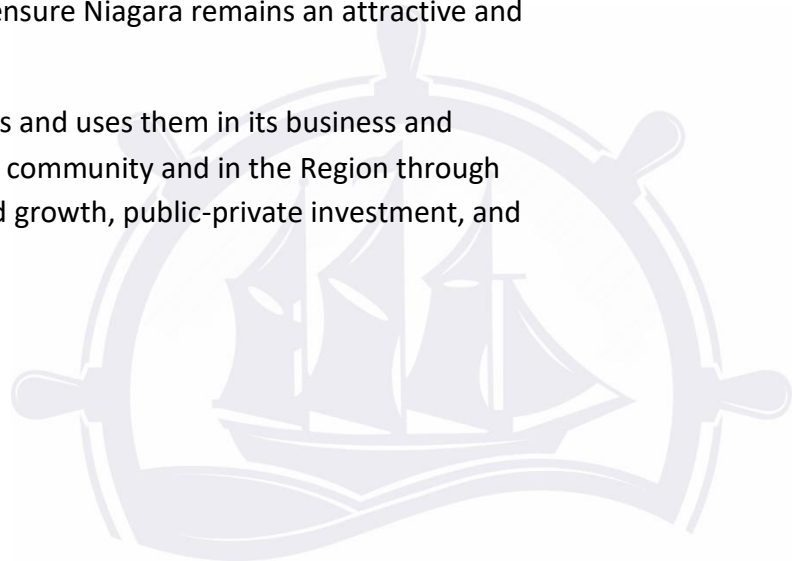 ensure Niagara remains an attractive and
s and uses them in its business and
community and in the Region through
d growth, public-private investment, and